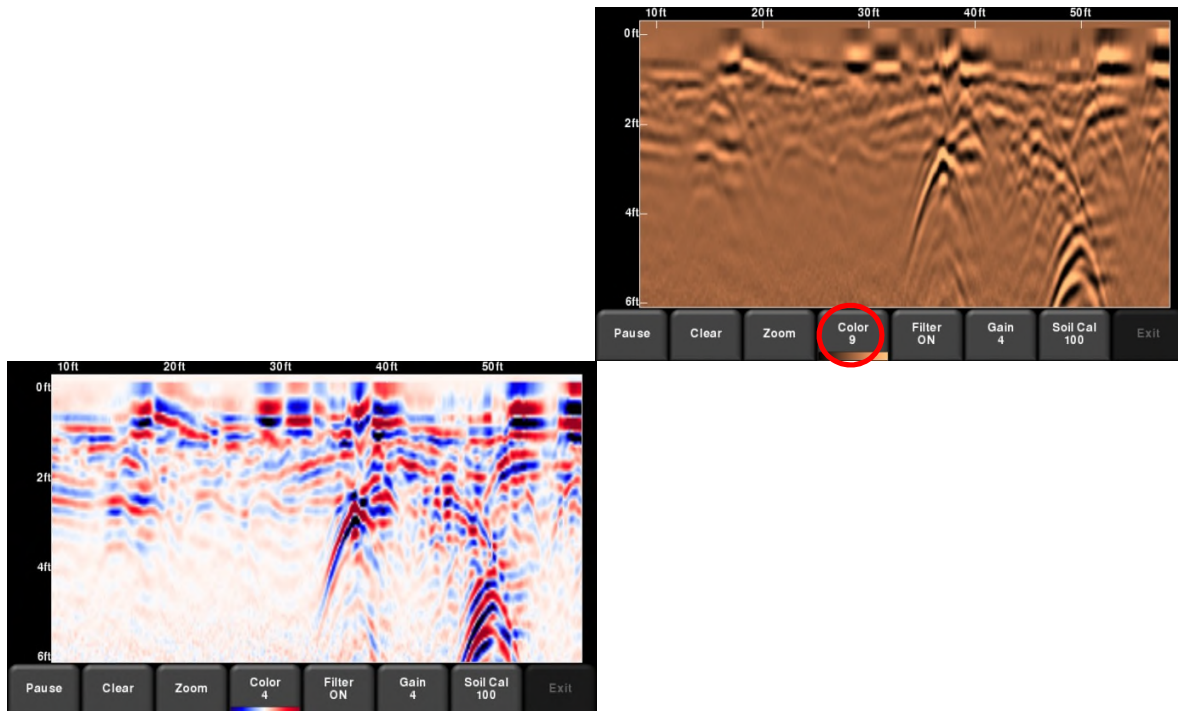 10ft 20ft 30ft 40ft 50ft
0ft
2ft
4ft
6ft
Pause Clear Zoom Color Filter Gain Soil Cal Exit
9 ON 4 100
10ft 20ft 30ft 40ft 50ft
0ft
2ft
4ft
6ft
Pause Clear Zoom Color Filter Gain Soil Cal Exit
4 ON 4 100